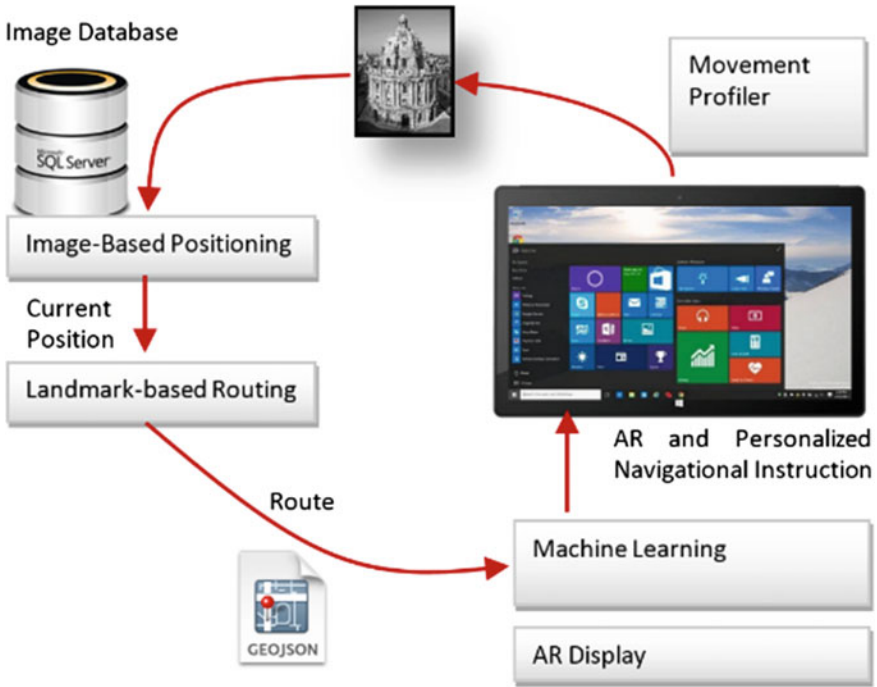 Image Database
Movement
Profiler
Microsoft
SQL Server
Image-Based Positioning
Current
Position
Landmark-based Routing
AR and Personalized
Navigational Instruction
Route
Machine Learning
GEOJSON
AR Display